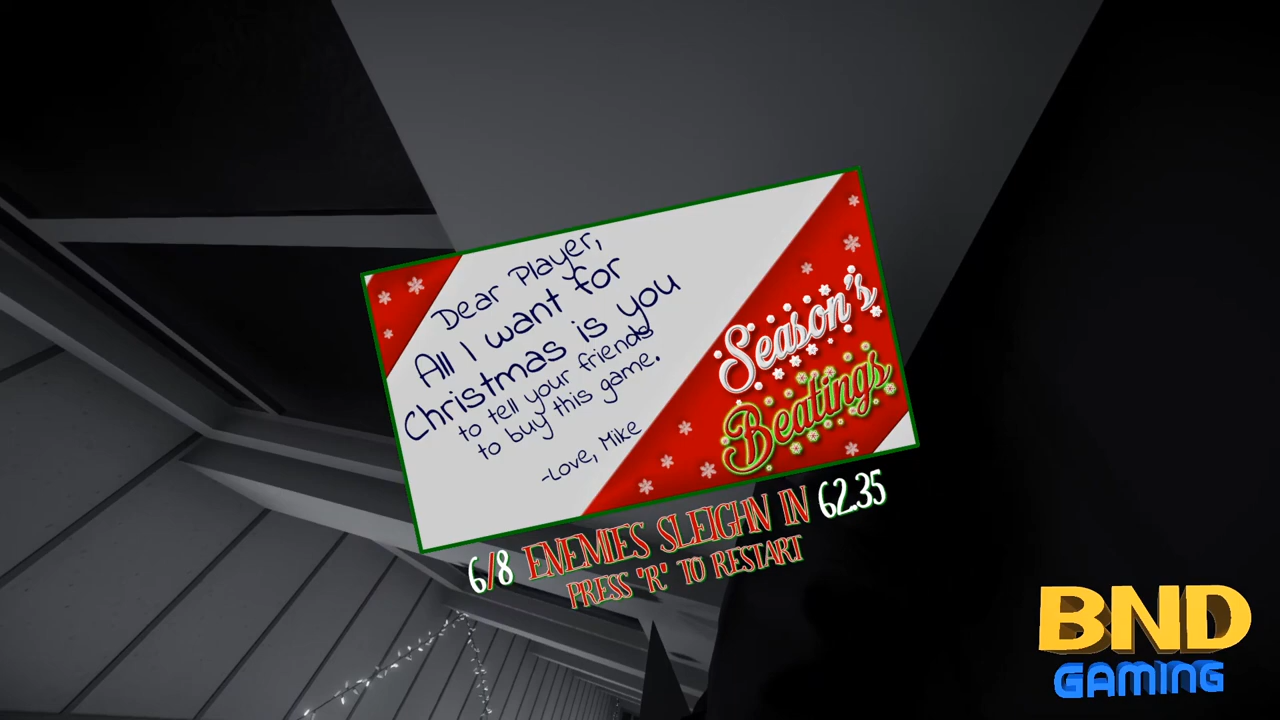 Dear Player,
All I want for
Christmas is you
to tell your friends
to buy this game.
-Love, Mike
Season's
Beatings
6/8 ENEMIES SLEIGHN IN 62.35
PRESS "R" TO RESTART
BND
GAMING